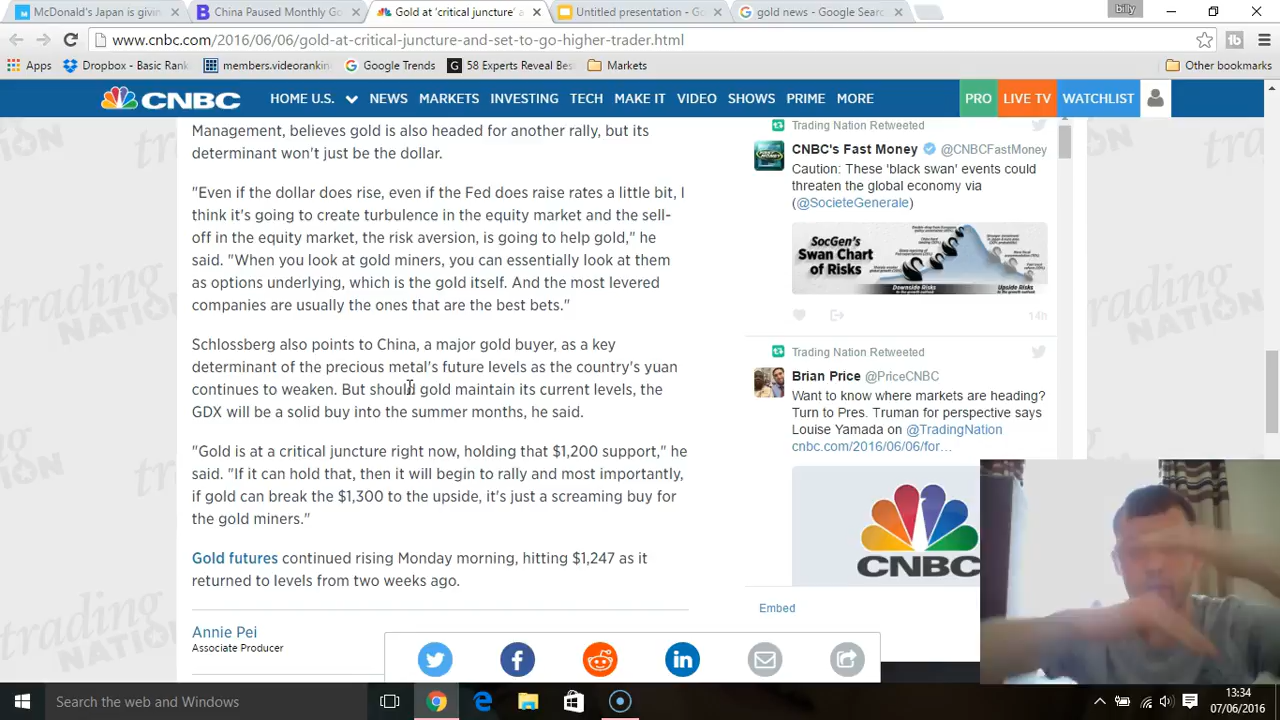 McDonald's Japan is givin
China Paused Monthly Go
Gold at 'critical juncture' a
Untitled presentation - Go
gold news - Google Searc
billy
www.cnbc.com/2016/06/06/gold-at-critical-juncture-and-set-to-go-higher-trader.html
Apps
Dropbox - Basic Rank
members.videorankin
Google Trends
58 Experts Reveal Bes
Markets
Other bookmarks
CNBC
HOME U.S.
NEWS
MARKETS
INVESTING
TECH
MAKE IT
VIDEO
SHOWS
PRIME
MORE
PRO
LIVE TV
WATCHLIST
Management, believes gold is also headed for another rally, but its
determinant won't just be the dollar.
"Even if the dollar does rise, even if the Fed does raise rates a little bit, I
think it's going to create turbulence in the equity market and the sell-
off in the equity market, the risk aversion, is going to help gold," he
said. "When you look at gold miners, you can essentially look at them
as options underlying, which is the gold itself. And the most levered
companies are usually the ones that are the best bets."
Schlossberg also points to China, a major gold buyer, as a key
determinant of the precious metal's future levels as the country's yuan
continues to weaken. But should gold maintain its current levels, the
GDX will be a solid buy into the summer months, he said.
"Gold is at a critical juncture right now, holding that $1,200 support," he
said. "If it can hold that, then it will begin to rally and most importantly,
if gold can break the $1,300 to the upside, it's just a screaming buy for
the gold miners."
Gold futures continued rising Monday morning, hitting $1,247 as it
returned to levels from two weeks ago.
Annie Pei
Associate Producer
Trading Nation Retweeted
CNBC's Fast Money @CNBCFastMoney
Caution: These 'black swan' events could
threaten the global economy via
(@SocieteGenerale)
SocGen's
Swan Chart
of Risks
Downside Risks
Upside Risks
14h
Trading Nation Retweeted
Brian Price @PriceCNBC
Want to know where markets are heading?
Turn to Pres. Truman for perspective says
Louise Yamada on @TradingNation
cnbc.com/2016/06/06/for…
CNBC
Embed
trading
NATION
Search the web and Windows
13:34
07/06/2016